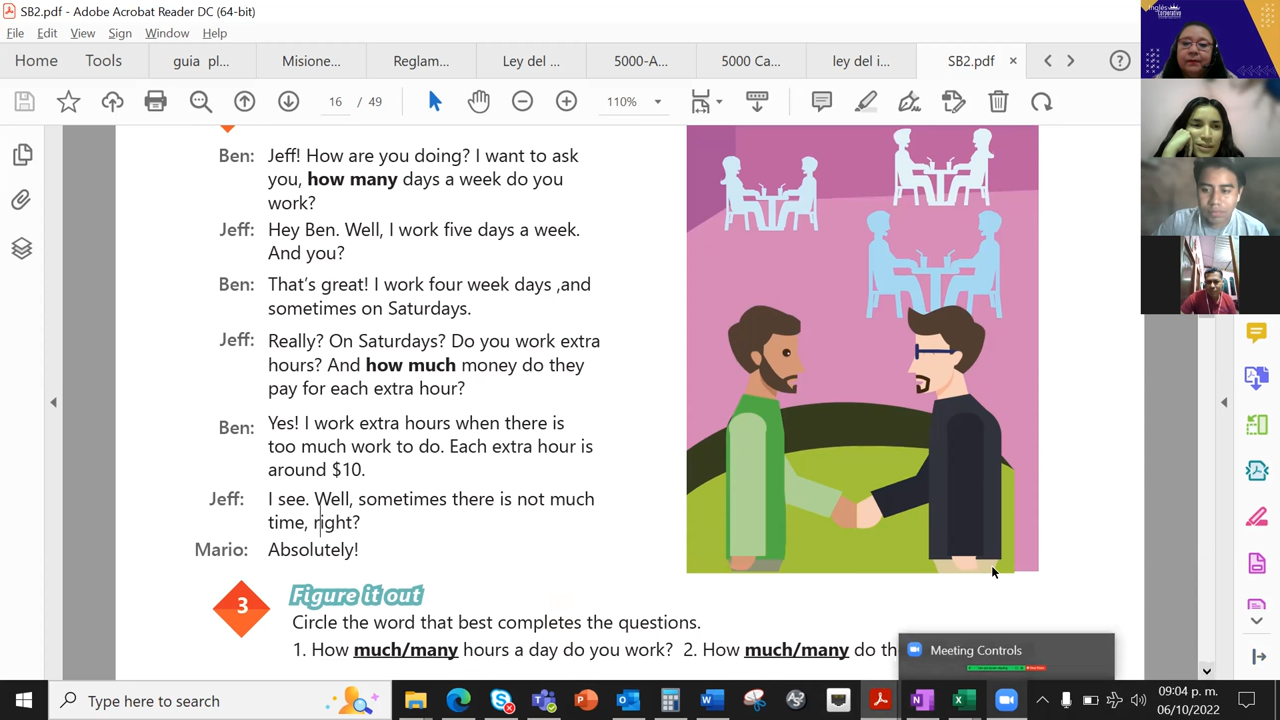 SB2.pdf - Adobe Acrobat Reader DC (64-bit)
File Edit View Sign Window Help
Home Tools guia pl... Misione... Reglam... Ley del ... 5000-A... 5000 Ca... ley del i... SB2.pdf ×
16 / 49 110%
Ben: Jeff! How are you doing? I want to ask
you, how many days a week do you
work?
Jeff: Hey Ben. Well, I work five days a week.
And you?
Ben: That's great! I work four week days ,and
sometimes on Saturdays.
Jeff: Really? On Saturdays? Do you work extra
hours? And how much money do they
pay for each extra hour?
Ben: Yes! I work extra hours when there is
too much work to do. Each extra hour is
around $10.
Jeff: I see. Well, sometimes there is not much
time, right?
Mario: Absolutely!
3 Figure it out
Circle the word that best completes the questions.
1. How much/many hours a day do you work? 2. How much/many do th
Meeting Controls
Inglés
Corporativo
Type here to search
09:04 p. m.
06/10/2022